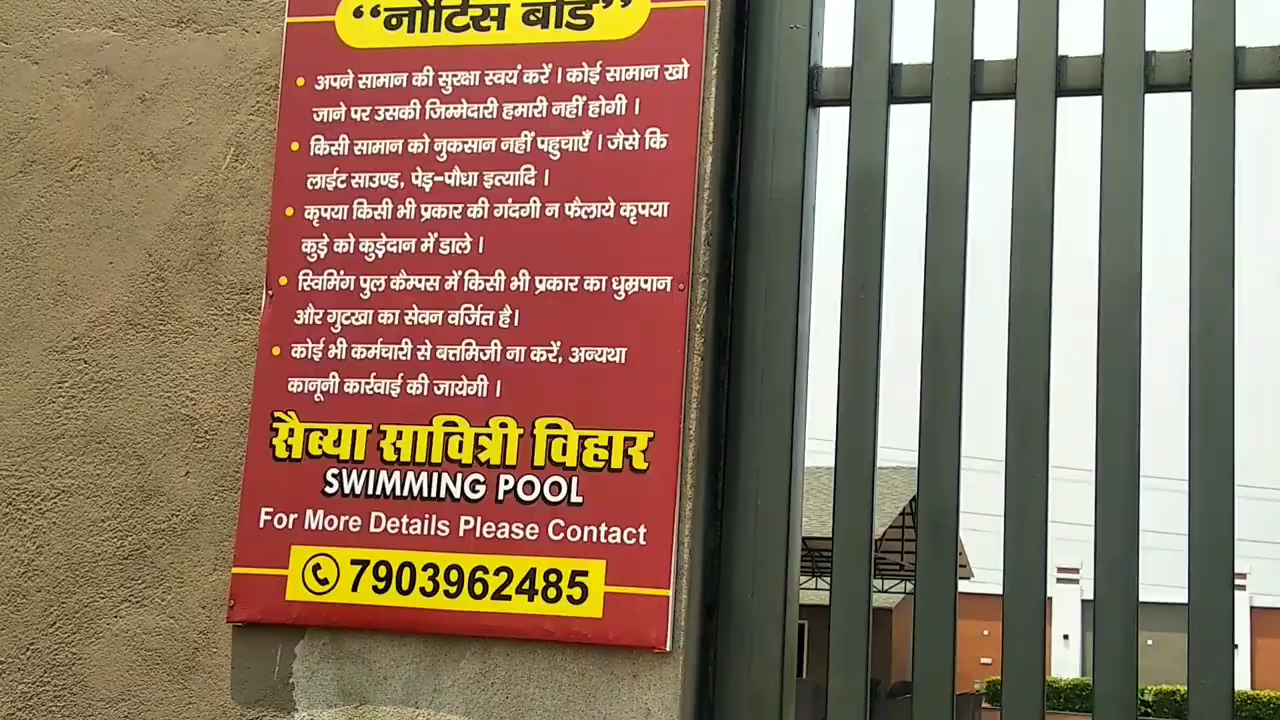 “नोटिस बोर्ड”
• अपने सामान की सुरक्षा स्वयं करें । कोई सामान खो
जाने पर उसकी जिम्मेदारी हमारी नहीं होगी ।
• किसी सामान को नुकसान नहीं पहुचाएँ । जैसे कि
लाईट साउण्ड, पेड़-पौधा इत्यादि ।
• कृपया किसी भी प्रकार की गंदगी न फैलाये कृपया
कुड़े को कुड़ेदान में डाले ।
• स्विमिंग पुल कैम्पस में किसी भी प्रकार का धुम्रपान
और गुटखा का सेवन वर्जित है।
• कोई भी कर्मचारी से बत्तमिजी ना करें, अन्यथा
कानूनी कार्रवाई की जायेगी ।
सैब्या सावित्री विहार
SWIMMING POOL
For More Details Please Contact
7903962485